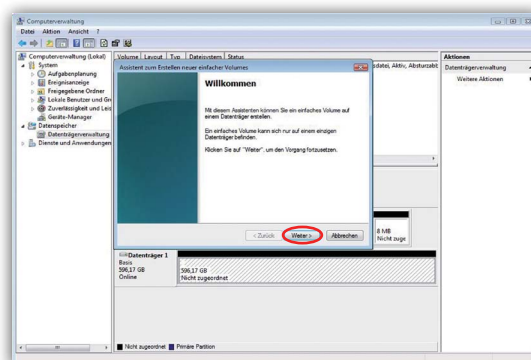 Computerverwaltung
Datei Aktion Ansicht ?
Computerverwaltung (Lokal)
System
Aufgabenplanung
Ereignisanzeige
Freigegebene Ordner
Lokale Benutzer und Gr
Zuverlässigkeit und Leis
Geräte-Manager
Datenspeicher
Datenträgerverwaltung
Dienste und Anwendungen
Volume Layout Typ Dateisystem Status
sdatei, Aktiv, Absturzabb
Assistent zum Erstellen neuer einfacher Volumes
Willkommen
Mit diesem Assistenten können Sie ein einfaches Volume auf
einem Datenträger erstellen.
Ein einfaches Volume kann sich nur auf einem einzigen
Datenträger befinden.
Klicken Sie auf "Weiter", um den Vorgang fortzusetzen.
< Zurück Weiter > Abbrechen
8 MB
Nicht zuge
Datenträger 1
Basis
596,17 GB
Online
596,17 GB
Nicht zugeordnet
Nicht zugeordnet Primäre Partition
Aktionen
Datenträgerverwaltung
Weitere Aktionen